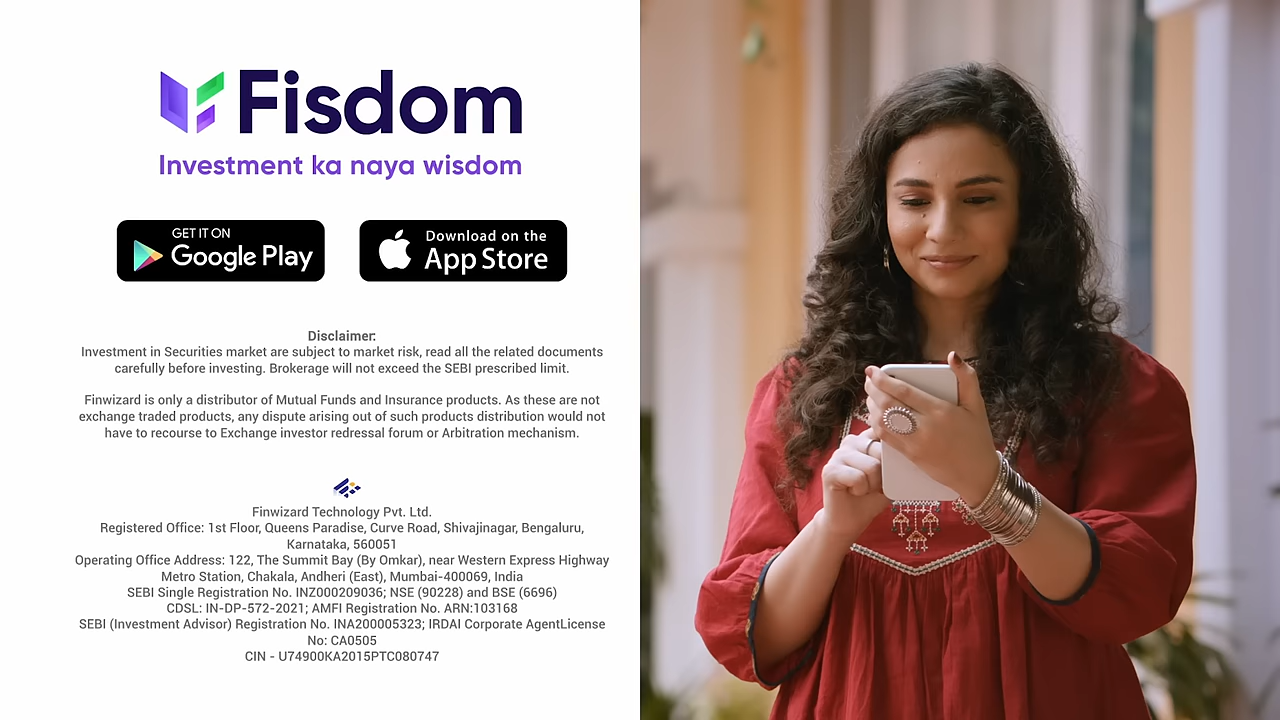 Fisdom
Investment ka naya wisdom
GET IT ON
Google Play
Download on the
App Store
Disclaimer:
Investment in Securities market are subject to market risk, read all the related documents
carefully before investing. Brokerage will not exceed the SEBI prescribed limit.
Finwizard is only a distributor of Mutual Funds and Insurance products. As these are not
exchange traded products, any dispute arising out of such products distribution would not
have to recourse to Exchange investor redressal forum or Arbitration mechanism.
Finwizard Technology Pvt. Ltd.
Registered Office: 1st Floor, Queens Paradise, Curve Road, Shivajinagar, Bengaluru,
Karnataka, 560051
Operating Office Address: 122, The Summit Bay (By Omkar), near Western Express Highway
Metro Station, Chakala, Andheri (East), Mumbai-400069, India
SEBI Single Registration No. INZ000209036; NSE (90228) and BSE (6696)
CDSL: IN-DP-572-2021; AMFI Registration No. ARN:103168
SEBI (Investment Advisor) Registration No. INA200005323; IRDAI Corporate AgentLicense
No: CA0505
CIN - U74900KA2015PTC080747